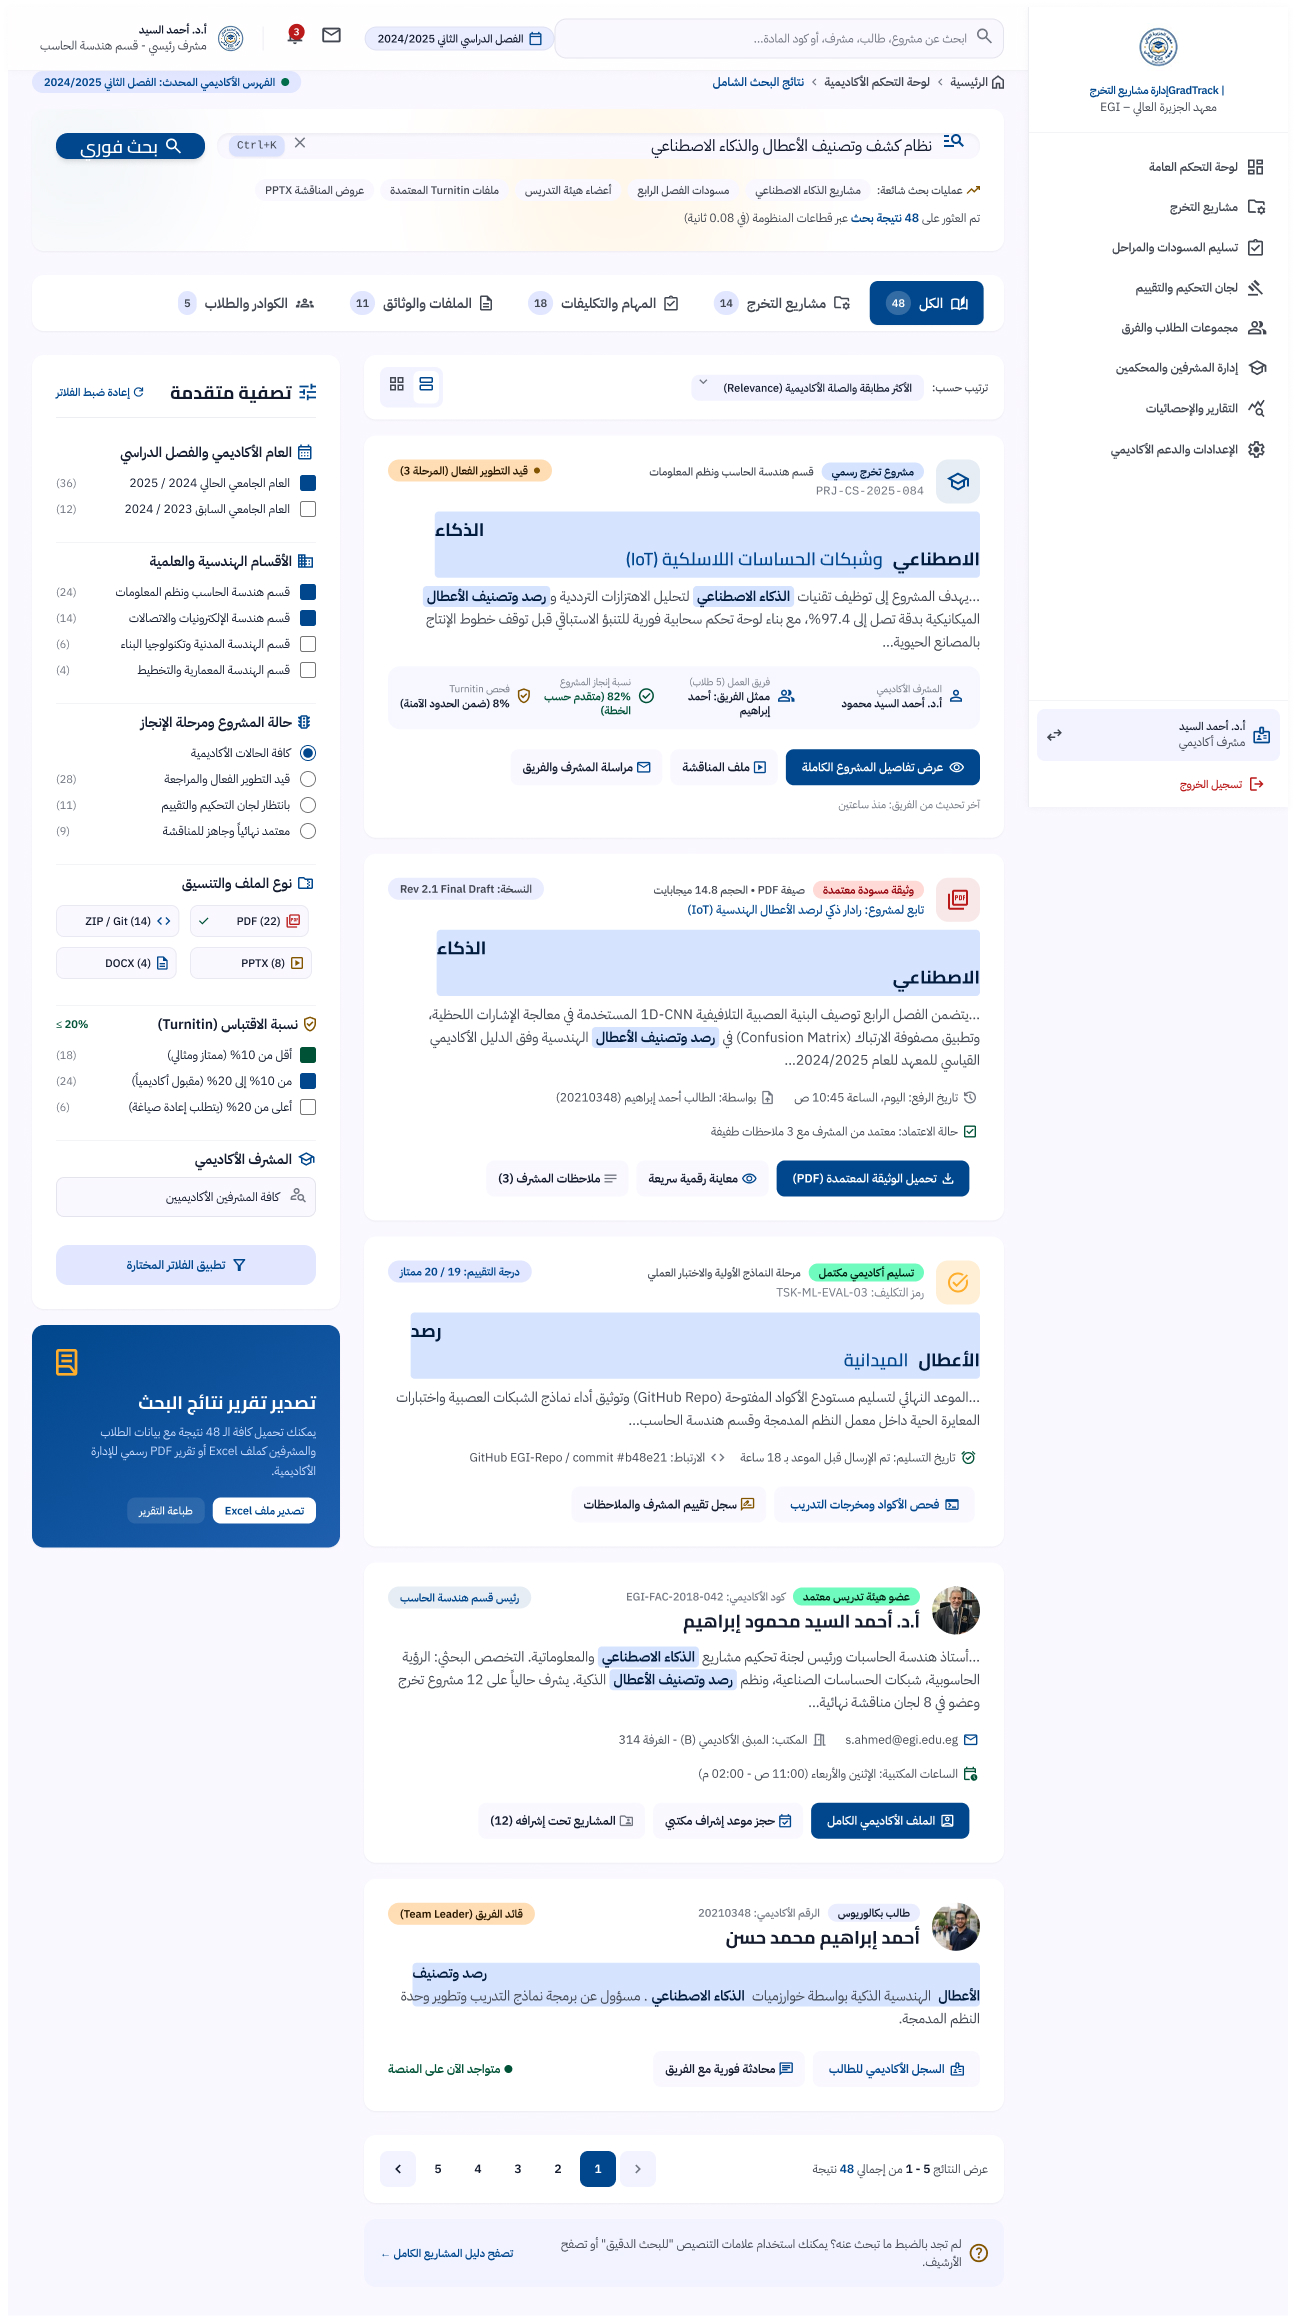 إدارة مشاريع التخرجGradTrack |
معهد الجزيرة العالي – EGI
لوحة التحكم العامة
مشاريع التخرج
تسليم المسودات والمراحل
لجان التحكيم والتقييم
مجموعات الطلاب والفرق
إدارة المشرفين والمحكمين
التقارير والإحصائيات
الإعدادات والدعم الأكاديمي
أ.د. أحمد السيد
مشرف أكاديمي
تسجيل الخروج
ابحث عن مشروع، طالب، مشرف، أو كود المادة...
الفصل الدراسي الثاني 2024/2025
3
أ.د. أحمد السيد
مشرف رئيسي - قسم هندسة الحاسب
الرئيسية
لوحة التحكم الأكاديمية
نتائج البحث الشامل
الفهرس الأكاديمي المحدث: الفصل الثاني 2024/2025
نظام كشف وتصنيف الأعطال والذكاء الاصطناعي
Ctrl+K
بحث فوري
عمليات بحث شائعة:
مشاريع الذكاء الاصطناعي
مسودات الفصل الرابع
أعضاء هيئة التدريس
ملفات Turnitin المعتمدة
عروض المناقشة PPTX
تم العثور على 48 نتيجة بحث عبر قطاعات المنظومة (في 0.08 ثانية)
الكل 48
مشاريع التخرج 14
المهام والتكليفات 18
الملفات والوثائق 11
الكوادر والطلاب 5
ترتيب حسب:
الأكثر مطابقة والصلة الأكاديمية (Relevance)
مشروع تخرج رسمي
قسم هندسة الحاسب ونظم المعلومات
قيد التطوير الفعال (المرحلة 3)
PRJ-CS-2025-084
الذكاء
الاصطناعي وشبكات الحساسات اللاسلكية (IoT)
...يهدف المشروع إلى توظيف تقنيات الذكاء الاصطناعي لتحليل الاهتزازات الترددية و رصد وتصنيف الأعطال
الميكانيكية بدقة تصل إلى 97.4%، مع بناء لوحة تحكم سحابية فورية للتنبؤ الاستباقي قبل توقف خطوط الإنتاج
بالمصانع الحيوية...
المشرف الأكاديمي
أ.د. أحمد السيد محمود
فريق العمل (5 طلاب)
ممثل الفريق: أحمد
إبراهيم
نسبة إنجاز المشروع
82% (متقدم حسب
الخطة)
فحص Turnitin
8% (ضمن الحدود الآمنة)
عرض تفاصيل المشروع الكاملة
ملف المناقشة
مراسلة المشرف والفريق
آخر تحديث من الفريق: منذ ساعتين
وثيقة مسودة معتمدة
صيغة PDF • الحجم 14.8 ميجابايت
النسخة: Rev 2.1 Final Draft
تابع لمشروع: رادار ذكي لرصد الأعطال الهندسية (IoT)
الذكاء
الاصطناعي
...يتضمن الفصل الرابع توصيف البنية العصبية التلافيفية 1D-CNN المستخدمة في معالجة الإشارات اللحظية،
وتطبيق مصفوفة الارتباك (Confusion Matrix) في رصد وتصنيف الأعطال الهندسية وفق الدليل الأكاديمي
القياسي للمعهد للعام 2024/2025...
تاريخ الرفع: اليوم، الساعة 10:45 ص
بواسطة: الطالب أحمد إبراهيم (20210348)
حالة الاعتماد: معتمد من المشرف مع 3 ملاحظات طفيفة
تحميل الوثيقة المعتمدة (PDF)
معاينة رقمية سريعة
ملاحظات المشرف (3)
تسليم أكاديمي مكتمل
مرحلة النماذج الأولية والاختبار العملي
درجة التقييم: 19 / 20 ممتاز
رمز التكليف: TSK-ML-EVAL-03
رصد
الأعطال الميدانية
...الموعد النهائي لتسليم مستودع الأكواد المفتوحة (GitHub Repo) وتوثيق أداء نماذج الشبكات العصبية واختبارات
المعايرة الحية داخل معمل النظم المدمجة وقسم هندسة الحاسب...
تاريخ التسليم: تم الإرسال قبل الموعد بـ 18 ساعة
الارتباط: GitHub EGI-Repo / commit #b48e21
فحص الأكواد ومخرجات التدريب
سجل تقييم المشرف والملاحظات
عضو هيئة تدريس معتمد
كود الأكاديمي: EGI-FAC-2018-042
رئيس قسم هندسة الحاسب
أ.د. أحمد السيد محمود إبراهيم
...أستاذ هندسة الحاسبات ورئيس لجنة تحكيم مشاريع الذكاء الاصطناعي والمعلوماتية. التخصص البحثي: الرؤية
الحاسوبية، شبكات الحساسات الصناعية، ونظم رصد وتصنيف الأعطال الذكية. يشرف حالياً على 12 مشروع تخرج
وعضو في 8 لجان مناقشة نهائية...
s.ahmed@egi.edu.eg
المكتب: المبنى الأكاديمي (B) - الغرفة 314
الساعات المكتبية: الإثنين والأربعاء (11:00 ص - 02:00 م)
الملف الأكاديمي الكامل
حجز موعد إشراف مكتبي
المشاريع تحت إشرافه (12)
طالب بكالوريوس
الرقم الأكاديمي: 20210348
قائد الفريق (Team Leader)
أحمد إبراهيم محمد حسن
رصد وتصنيف
الأعطال الهندسية الذكية بواسطة خوارزميات الذكاء الاصطناعي . مسؤول عن برمجة نماذج التدريب وتطوير وحدة
النظم المدمجة.
السجل الأكاديمي للطالب
محادثة فورية مع الفريق
متواجد الآن على المنصة
عرض النتائج 5 - 1 من إجمالي 48 نتيجة
1
2
3
4
5
لم تجد بالضبط ما تبحث عنه؟ يمكنك استخدام علامات التنصيص "للبحث الدقيق" أو تصفح
الأرشيف.
تصفح دليل المشاريع الكامل ←
تصفية متقدمة
إعادة ضبط الفلاتر
العام الأكاديمي والفصل الدراسي
العام الجامعي الحالي 2024 / 2025 (36)
العام الجامعي السابق 2023 / 2024 (12)
الأقسام الهندسية والعلمية
قسم هندسة الحاسب ونظم المعلومات (24)
قسم هندسة الإلكترونيات والاتصالات (14)
قسم الهندسة المدنية وتكنولوجيا البناء (6)
قسم الهندسة المعمارية والتخطيط (4)
حالة المشروع ومرحلة الإنجاز
كافة الحالات الأكاديمية
قيد التطوير الفعال والمراجعة (28)
بانتظار لجان التحكيم والتقييم (11)
معتمد نهائياً وجاهز للمناقشة (9)
نوع الملف والتنسيق
PDF (22)
ZIP / Git (14)
PPTX (8)
DOCX (4)
نسبة الاقتباس (Turnitin)
≤ 20%
أقل من 10% (ممتاز ومثالي) (18)
من 10% إلى 20% (مقبول أكاديمياً) (24)
أعلى من 20% (يتطلب إعادة صياغة) (6)
المشرف الأكاديمي
كافة المشرفين الأكاديميين
تطبيق الفلاتر المختارة
تصدير تقرير نتائج البحث
يمكنك تحميل كافة الـ 48 نتيجة مع بيانات الطلاب
والمشرفين كملف Excel أو تقرير PDF رسمي للإدارة
الأكاديمية.
تصدير ملف Excel
طباعة التقرير